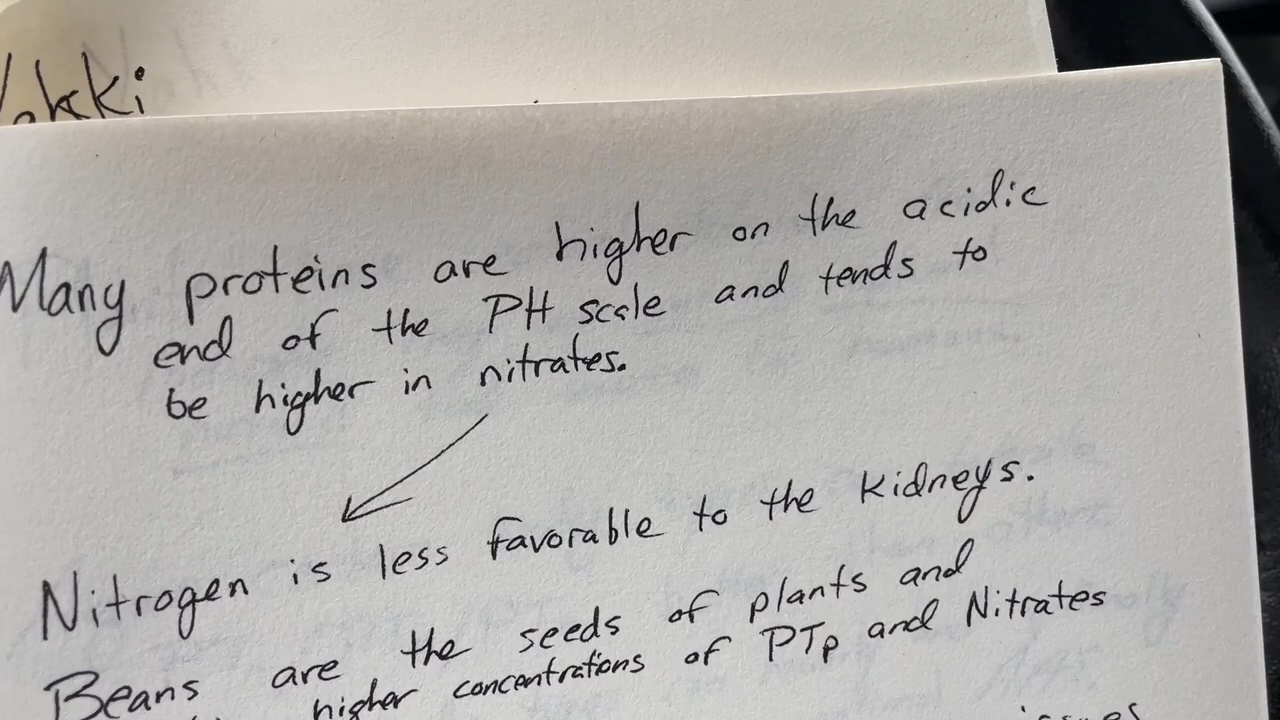 Many proteins are higher on the acidic
end of the PH scale and tends to
be higher in nitrates.
Nitrogen is less favorable to the kidneys.
Beans are the seeds of plants and
higher concentrations of PTP and Nitrates
issues